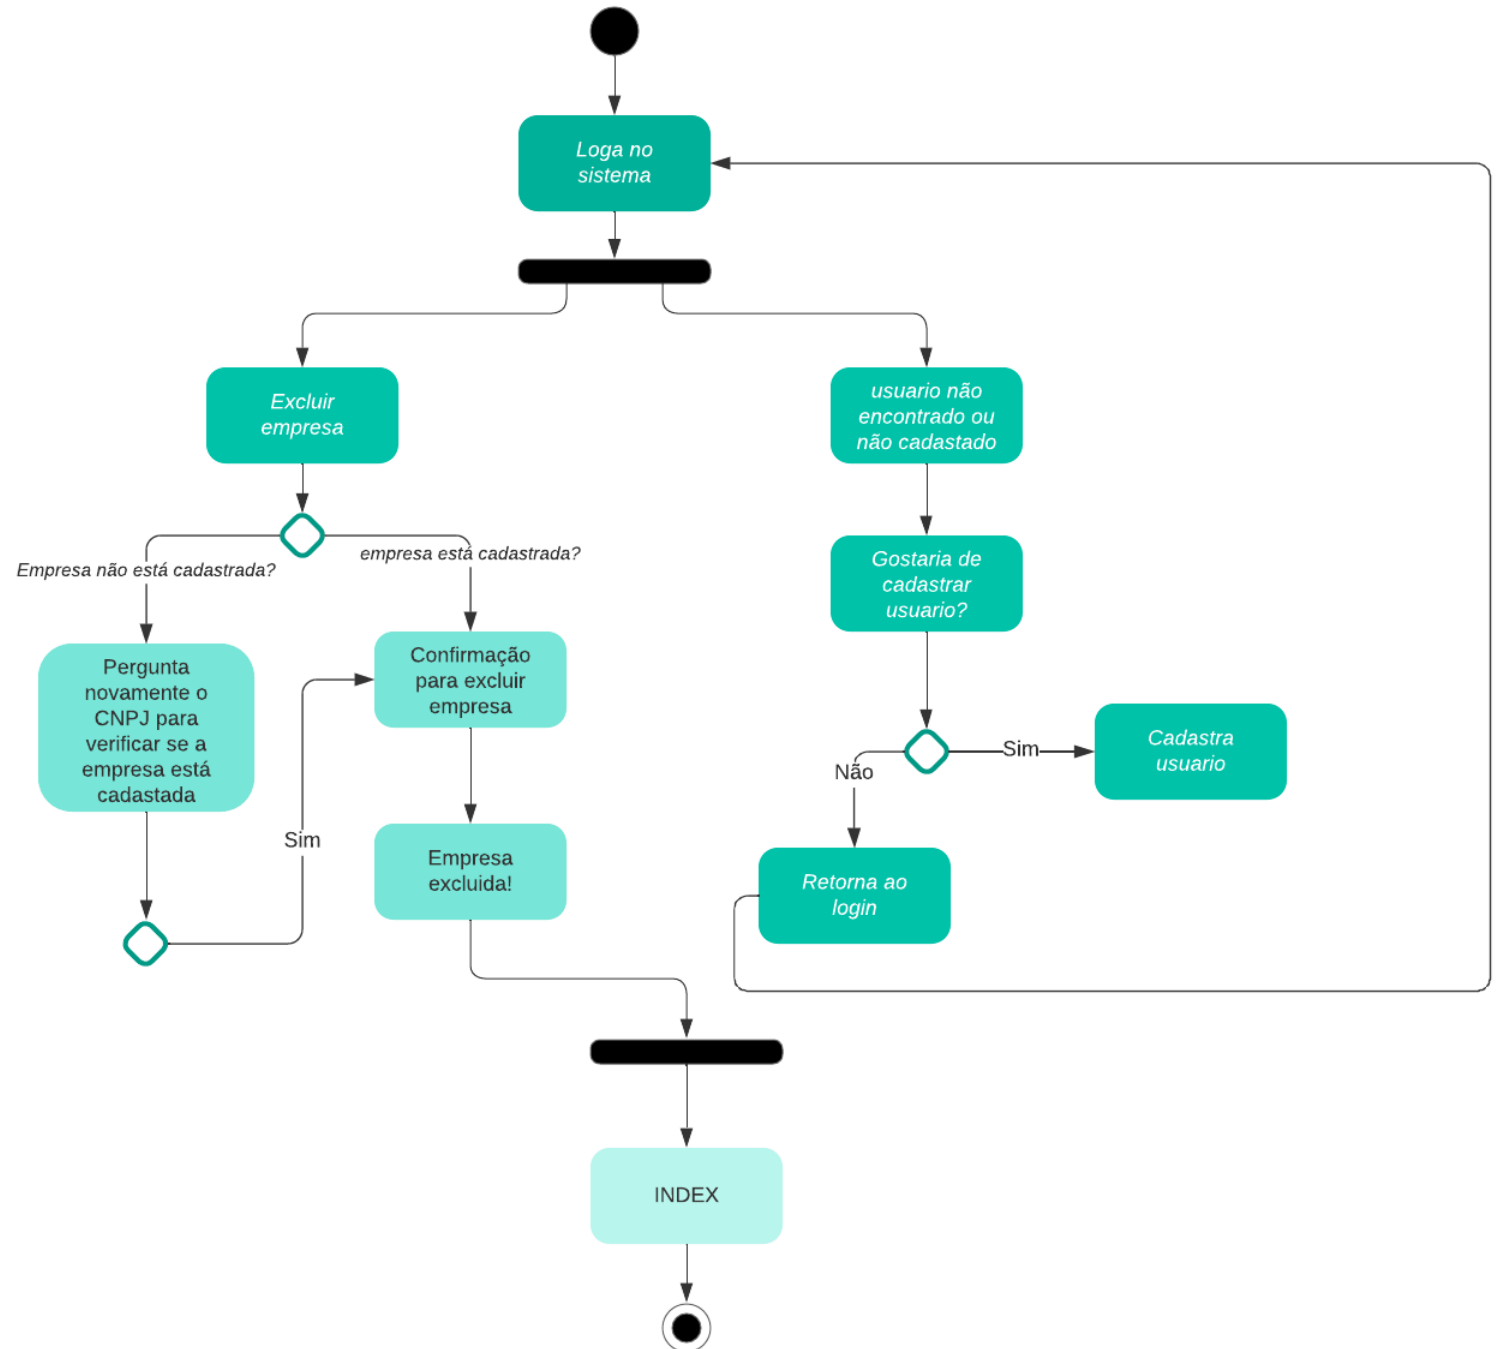 Loga no
sistema
Excluir
empresa
usuario não
encontrado ou
não cadastado
Empresa não está cadastrada?
empresa está cadastrada?
Gostaria de
cadastrar
usuario?
Pergunta
novamente o
CNPJ para
verificar se a
empresa está
cadastada
Confirmação
para excluir
empresa
Sim
Não
Sim
Cadastra
usuario
Empresa
excluida!
Retorna ao
login
INDEX